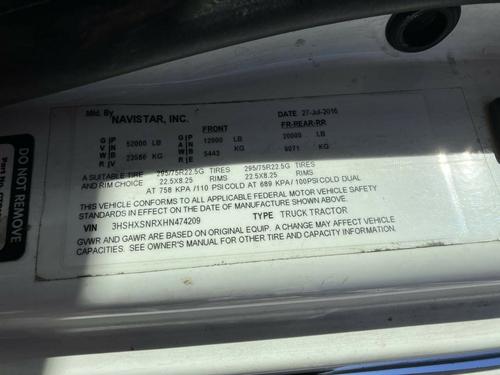 Mfd. By
NAVISTAR, INC. DATE 27-Jul-2016
FRONT FR-REAR-RR
G P 52000 LB G P 12000 LB 20000 LB
V N A N
W B 23586 KG W B 5443 KG 9071 KG
R V R E
A SUITABLE TIRE 295/75R22.5G TIRES 295/75R22.5G TIRES
AND RIM CHOICE 22.5X8.25 RIMS 22.5X8.25 RIMS
AT 758 KPA/110 PSI COLD AT 689 KPA/100 PSI COLD DUAL
THIS VEHICLE CONFORMS TO ALL APPLICABLE FEDERAL MOTOR VEHICLE SAFETY
STANDARDS IN EFFECT ON THE DATE OF MANUFACTURE SHOWN ABOVE.
VIN 3HSHXSNRXHN474209 TYPE TRUCK TRACTOR
GVWR AND GAWR ARE BASED ON ORIGINAL EQUIP. A CHANGE MAY AFFECT VEHICLE
CAPACITIES. SEE OWNER'S MANUAL FOR OTHER TIRE AND CAPACITY INFORMATION.
DO NOT REMOVE